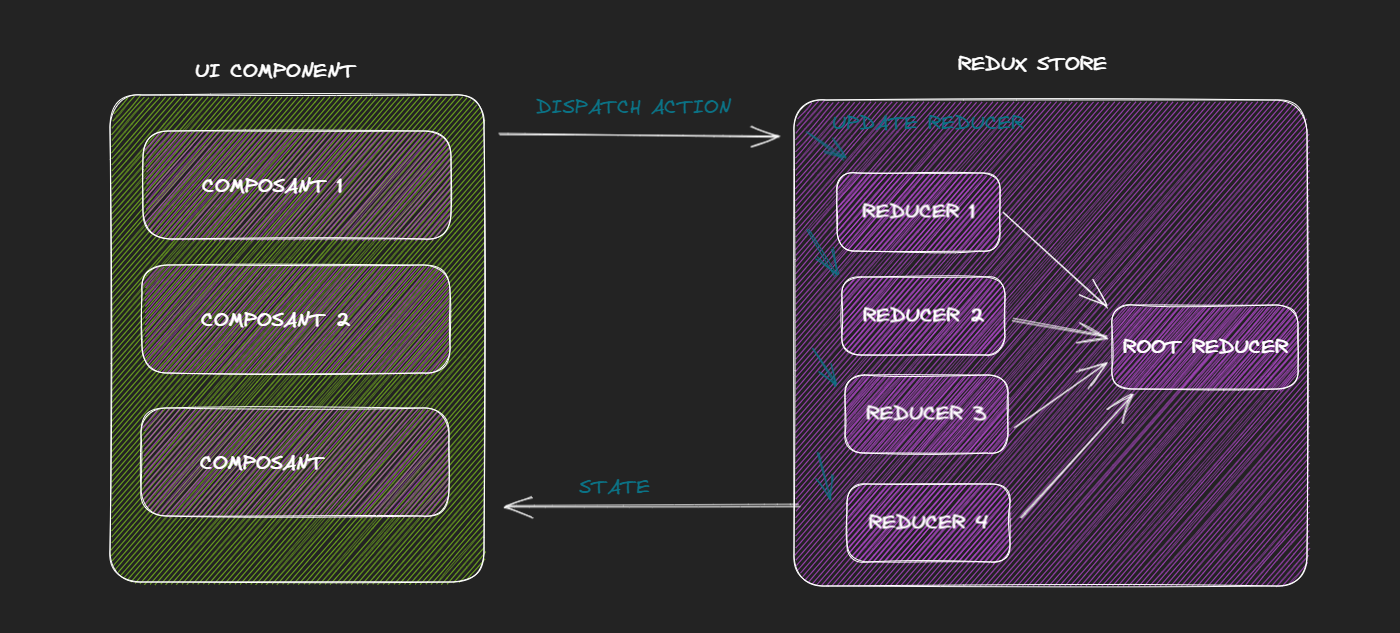 UI COMPONENT
COMPOSANT 1
COMPOSANT 2
COMPOSANT
DISPATCH ACTION
STATE
REDUX STORE
UPDATE REDUCER
REDUCER 1
REDUCER 2
REDUCER 3
REDUCER 4
ROOT REDUCER